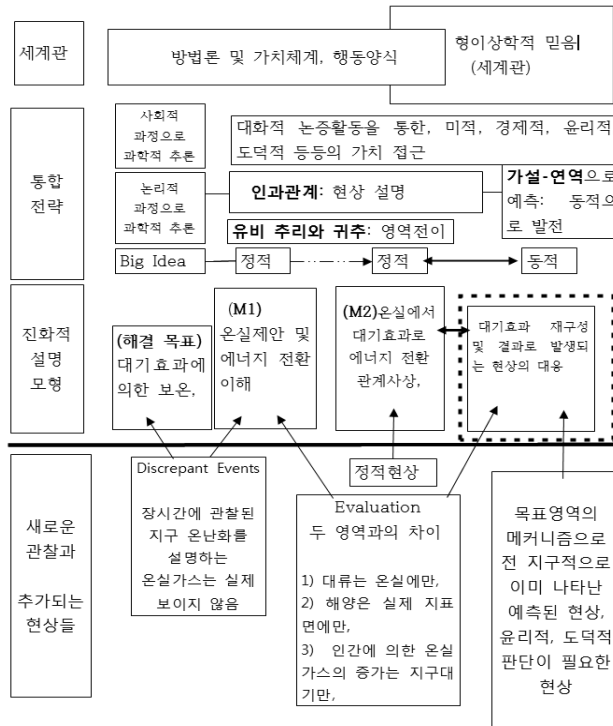 세계관
방법론 및 가치체계, 행동양식
형이상학적 믿음
(세계관)
통합
전략
사회적
과정으로
과학적 추론
대화적 논증활동을 통한, 미적, 경제적, 윤리적
도덕적 등등의 가치 접근
논리적
과정으로
과학적 추론
인과관계: 현상 설명
가설-연역으로
예측: 동적으
로 발전
유비 추리와 귀추: 영역전이
Big Idea
정적
정적
동적
진화적
설명
모형
(해결 목표)
대기효과에
의한 보온,
(M1)
온실제안 및
에너지 전환
이해
(M2)온실에서
대기효과로
에너지 전환
관계사상,
대기효과 재구성
및 결과로 발생되
는 현상의 대응
새로운
관찰과
추가되는
현상들
Discrepant Events
장시간에 관찰된
지구 온난화를
설명하는
온실가스는 실제
보이지 않음
정적현상
Evaluation
두 영역과의 차이
1) 대류는 온실에만,
2) 해양은 실제 지표
면에만,
3) 인간에 의한 온실
가스의 증가는 지구대
기만,
목표영역의
메커니즘으로
전 지구적으로
이미 나타난
예측된 현상,
윤리적, 도덕적
판단이 필요한
현상